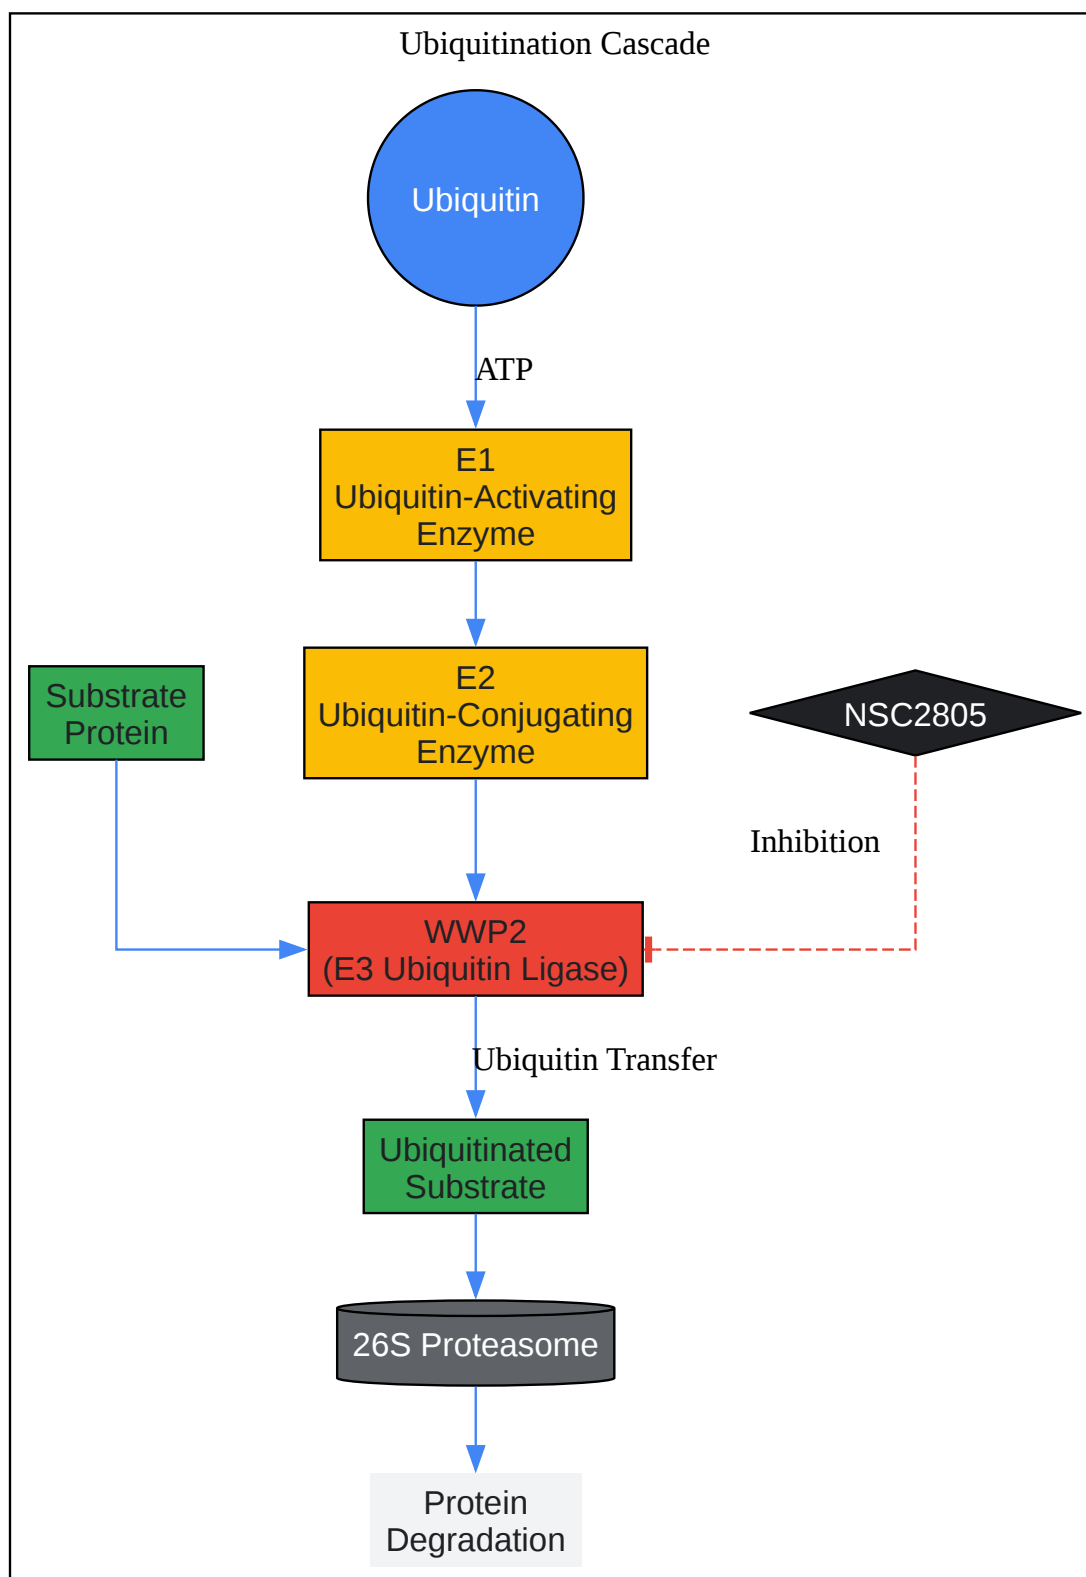 Ubiquitination Cascade
Ubiquitin
ATP
E1
Ubiquitin-Activating
Enzyme
Substrate
Protein
E2
Ubiquitin-Conjugating
Enzyme
NSC2805
Inhibition
WWP2
(E3 Ubiquitin Ligase)
Ubiquitin Transfer
Ubiquitinated
Substrate
26S Proteasome
Protein
Degradation